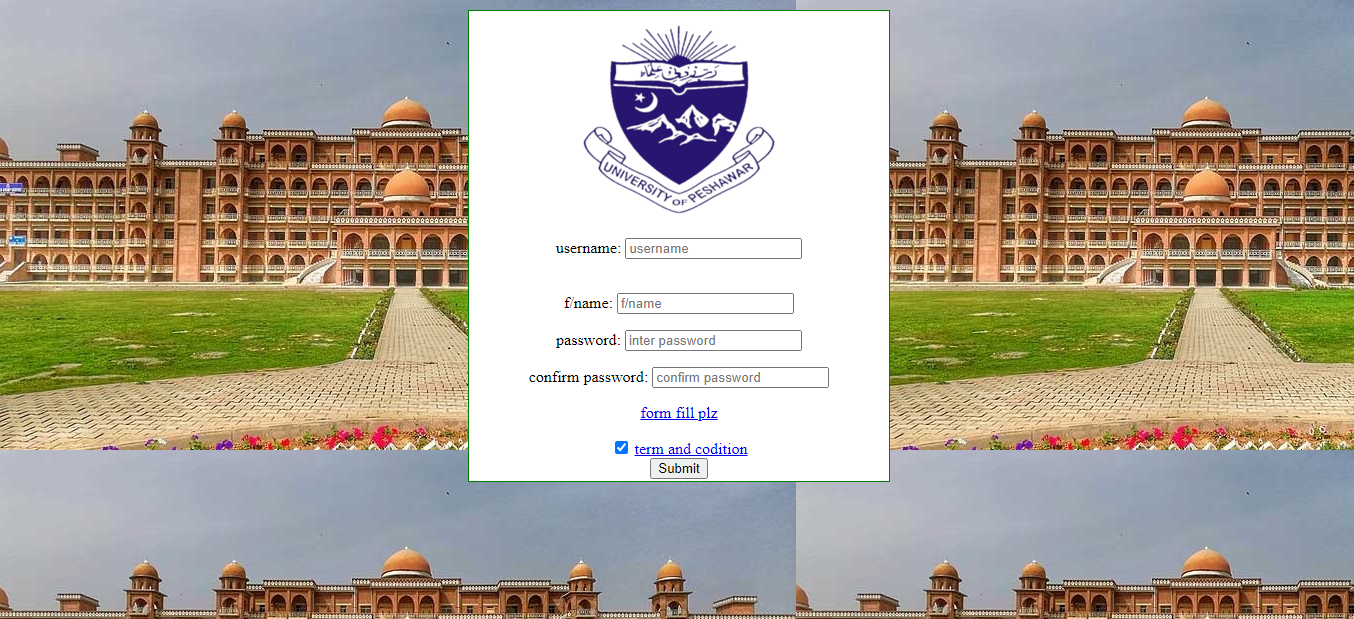 UNIVERSITY OF PESHAWAR
username: username
f/name: f/name
password: inter password
confirm password: confirm password
form fill plz
term and codition
Submit